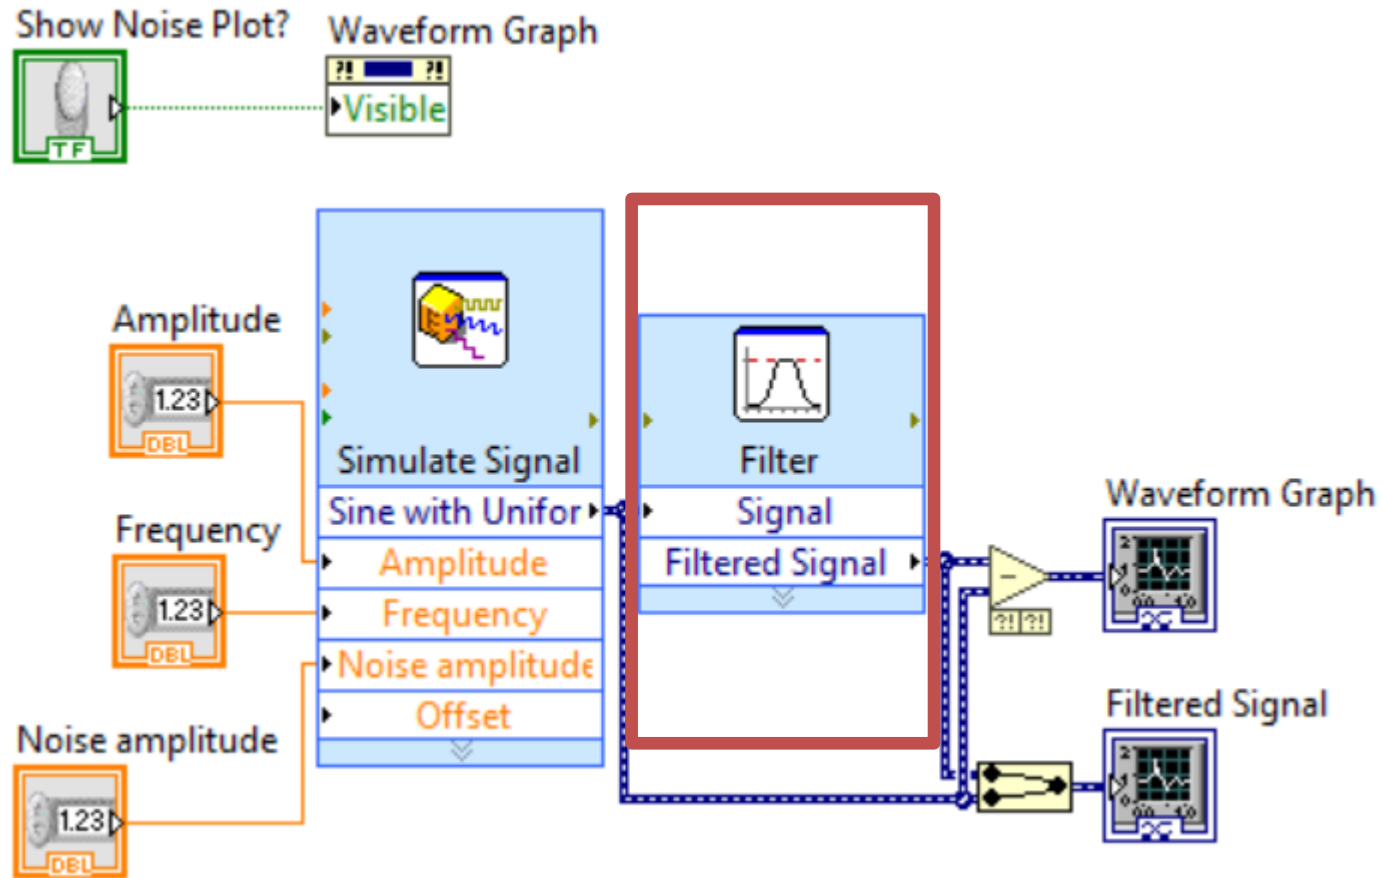 Show Noise Plot?
TF
Waveform Graph
?! ?!
Visible
Amplitude
1.23
DBL
Frequency
1.23
DBL
Noise amplitude
1.23
DBL
Simulate Signal
Sine with Unifor
Amplitude
Frequency
Noise amplitude
Offset
Filter
Signal
Filtered Signal
?! ?!
Waveform Graph
Filtered Signal